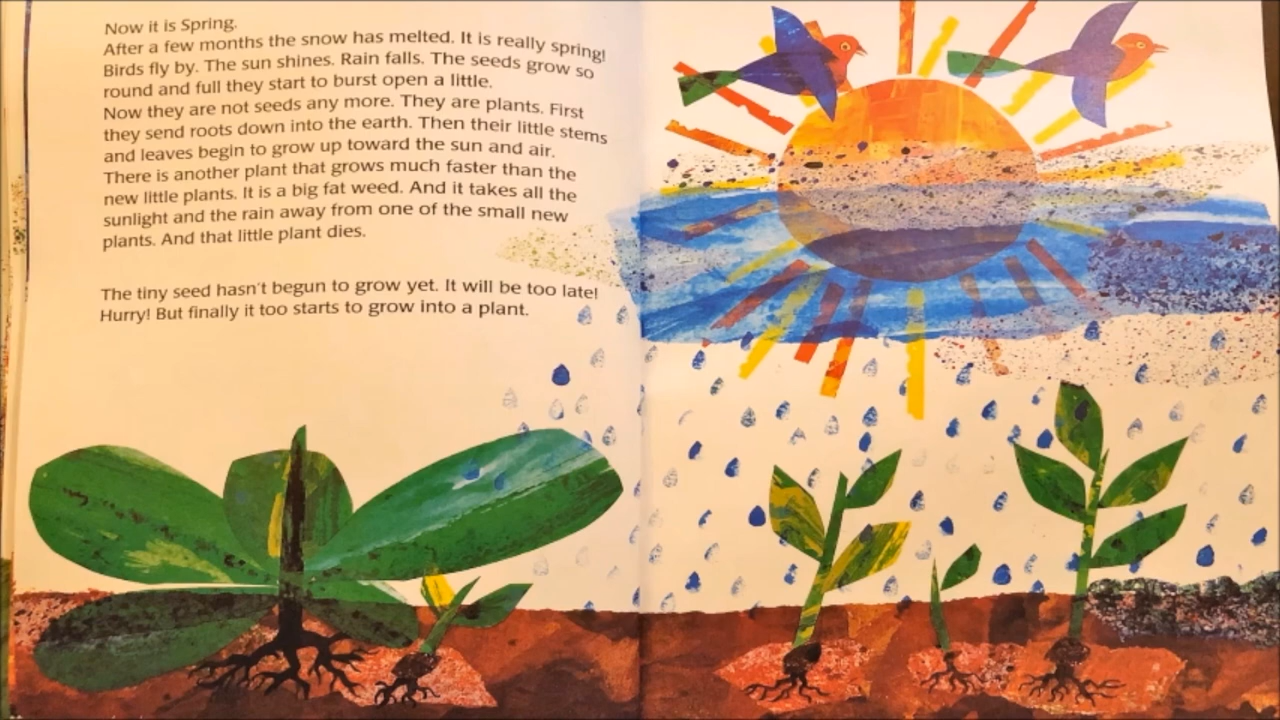 Now it is Spring.
After a few months the snow has melted. It is really spring!
Birds fly by. The sun shines. Rain falls. The seeds grow so
round and full they start to burst open a little.
Now they are not seeds any more. They are plants. First
they send roots down into the earth. Then their little stems
and leaves begin to grow up toward the sun and air.
There is another plant that grows much faster than the
new little plants. It is a big fat weed. And it takes all the
sunlight and the rain away from one of the small new
plants. And that little plant dies.
The tiny seed hasn't begun to grow yet. It will be too late!
Hurry! But finally it too starts to grow into a plant.